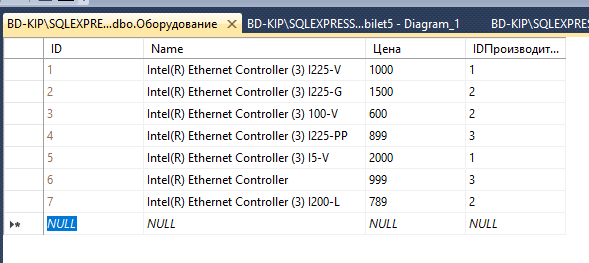 BD-KIP\SQLEXPRE...dbo.Оборудование BD-KIP\SQLEXPRESS...bilet5 - Diagram_1 BD-KIP\SQLEXPRES
ID Name Цена IDПроизводит...
1 Intel(R) Ethernet Controller (3) I225-V 1000 1
2 Intel(R) Ethernet Controller (3) I225-G 1500 2
3 Intel(R) Ethernet Controller (3) 100-V 600 2
4 Intel(R) Ethernet Controller (3) I225-PP 899 3
5 Intel(R) Ethernet Controller (3) I5-V 2000 1
6 Intel(R) Ethernet Controller 999 3
7 Intel(R) Ethernet Controller (3) I200-L 789 2
NULL NULL NULL NULL